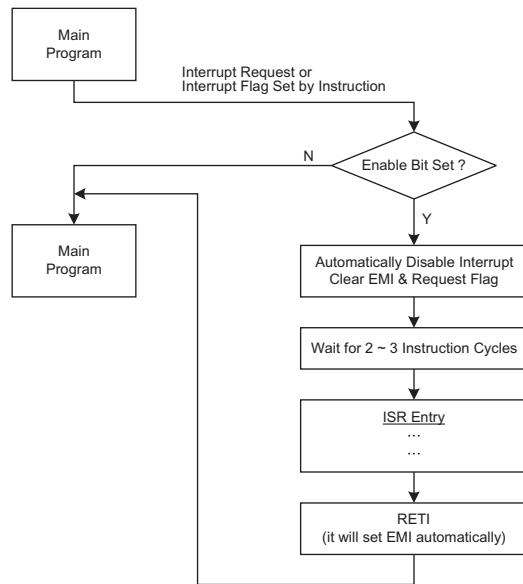 Main
Program
Interrupt Request or
Interrupt Flag Set by Instruction
N
Enable Bit Set ?
Y
Main
Program
Automatically Disable Interrupt
Clear EMI & Request Flag
Wait for 2 ~ 3 Instruction Cycles
ISR Entry
...
...
RETI
(it will set EMI automatically)